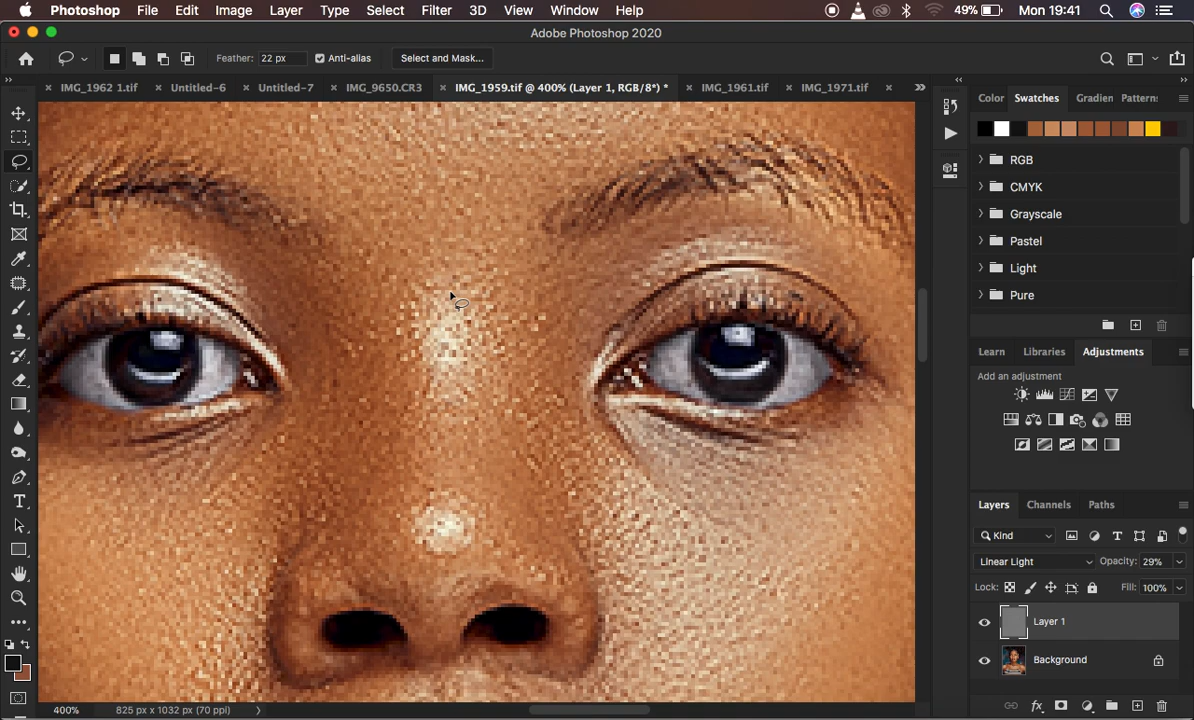 Photoshop File Edit Image Layer Type Select Filter 3D View Window Help 49% Mon 19:41
Adobe Photoshop 2020
Feather: 22 px Anti-alias Select and Mask...
IMG_1962 1.tif × Untitled-6 × Untitled-7 × IMG_9650.CR3 × IMG_1959.tif @ 400% (Layer 1, RGB/8*) * × IMG_1961.tif × IMG_1971.tif ×
Color Swatches Gradien Pattern:
RGB
CMYK
Grayscale
Pastel
Light
Pure
Learn Libraries Adjustments
Add an adjustment
Layers Channels Paths
Kind
Linear Light Opacity: 29%
Lock: Fill: 100%
Layer 1
Background
400% 825 px x 1032 px (70 ppi)